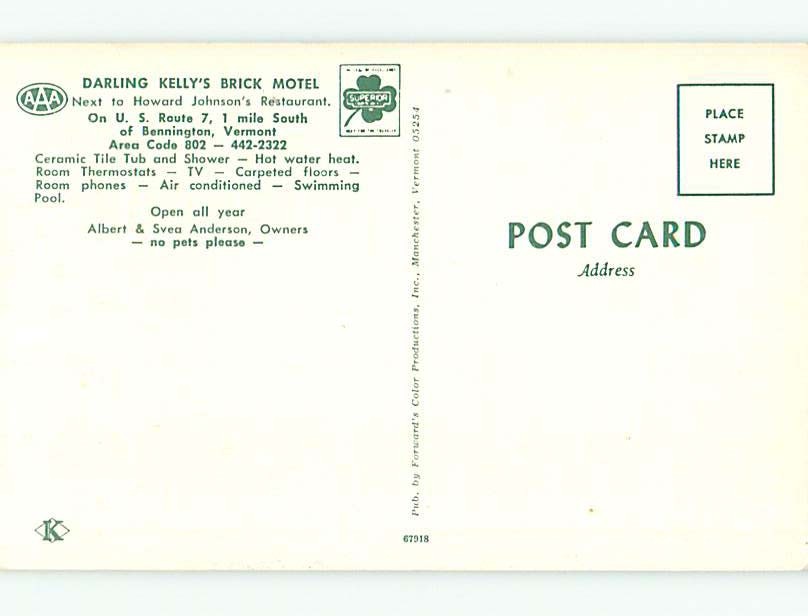 AAA
DARLING KELLY'S BRICK MOTEL
Next to Howard Johnson's Restaurant.
On U. S. Route 7, 1 mile South
of Bennington, Vermont
Area Code 802 — 442-2322
Ceramic Tile Tub and Shower — Hot water heat.
Room Thermostats — TV — Carpeted floors —
Room phones — Air conditioned — Swimming
Pool.
Open all year
Albert & Svea Anderson, Owners
— no pets please —
SUPERIOR
Pub. by Forward's Color Productions, Inc., Manchester, Vermont 05254
PLACE
STAMP
HERE
POST CARD
Address
K
67918